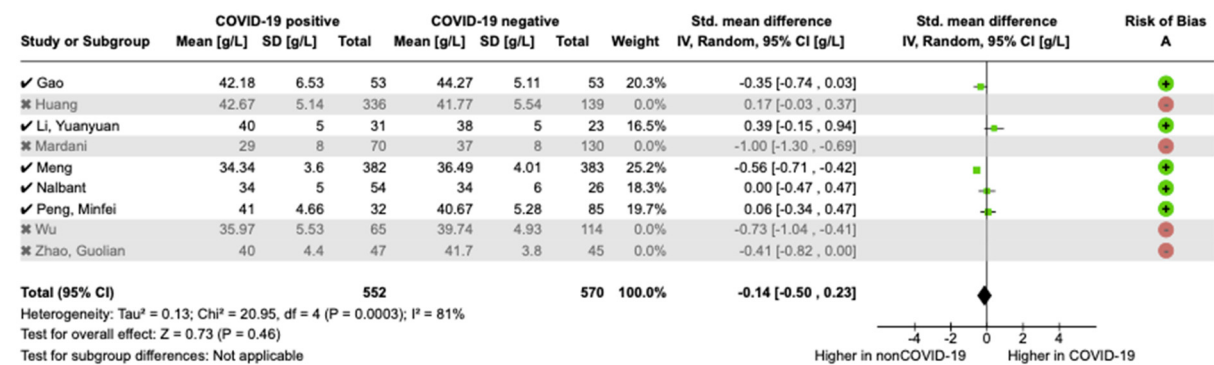 COVID-19 positive COVID-19 negative Std. mean difference Std. mean difference Risk of Bias
Study or Subgroup Mean [g/L] SD [g/L] Total Mean [g/L] SD [g/L] Total Weight IV, Random, 95% CI [g/L] IV, Random, 95% CI [g/L] A
✔ Gao 42.18 6.53 53 44.27 5.11 53 20.3% -0.35 [-0.74 , 0.03] +
✖ Huang 42.67 5.14 336 41.77 5.54 139 0.0% 0.17 [-0.03 , 0.37] -
✔ Li, Yuanyuan 40 5 31 38 5 23 16.5% 0.39 [-0.15 , 0.94] +
✖ Mardani 29 8 70 37 8 130 0.0% -1.00 [-1.30 , -0.69] -
✔ Meng 34.34 3.6 382 36.49 4.01 383 25.2% -0.56 [-0.71 , -0.42] +
✔ Nalbant 34 5 54 34 6 26 18.3% 0.00 [-0.47 , 0.47] +
✔ Peng, Minfei 41 4.66 32 40.67 5.28 85 19.7% 0.06 [-0.34 , 0.47] +
✖ Wu 35.97 5.53 65 39.74 4.93 114 0.0% -0.73 [-1.04 , -0.41] -
✖ Zhao, Guolian 40 4.4 47 41.7 3.8 45 0.0% -0.41 [-0.82 , 0.00] -
Total (95% CI) 552 570 100.0% -0.14 [-0.50 , 0.23]
Heterogeneity: Tau² = 0.13; Chi² = 20.95, df = 4 (P = 0.0003); I² = 81%
Test for overall effect: Z = 0.73 (P = 0.46)
Test for subgroup differences: Not applicable
-4 -2 0 2 4
Higher in nonCOVID-19 Higher in COVID-19